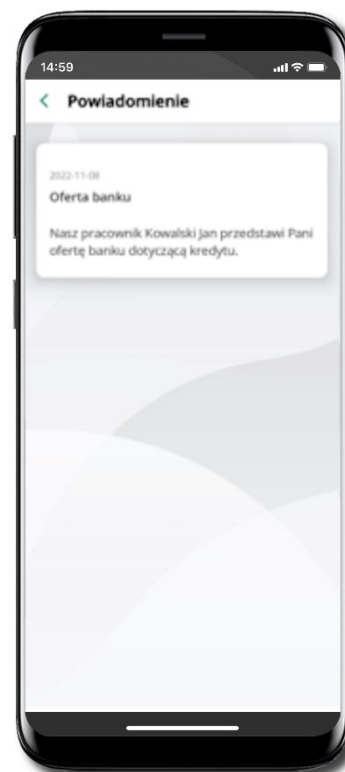 14:59
Powiadomienie
2022-11-08
Oferta banku
Nasz pracownik Kowalski Jan przedstawi Pani
ofertę banku dotyczącą kredytu.